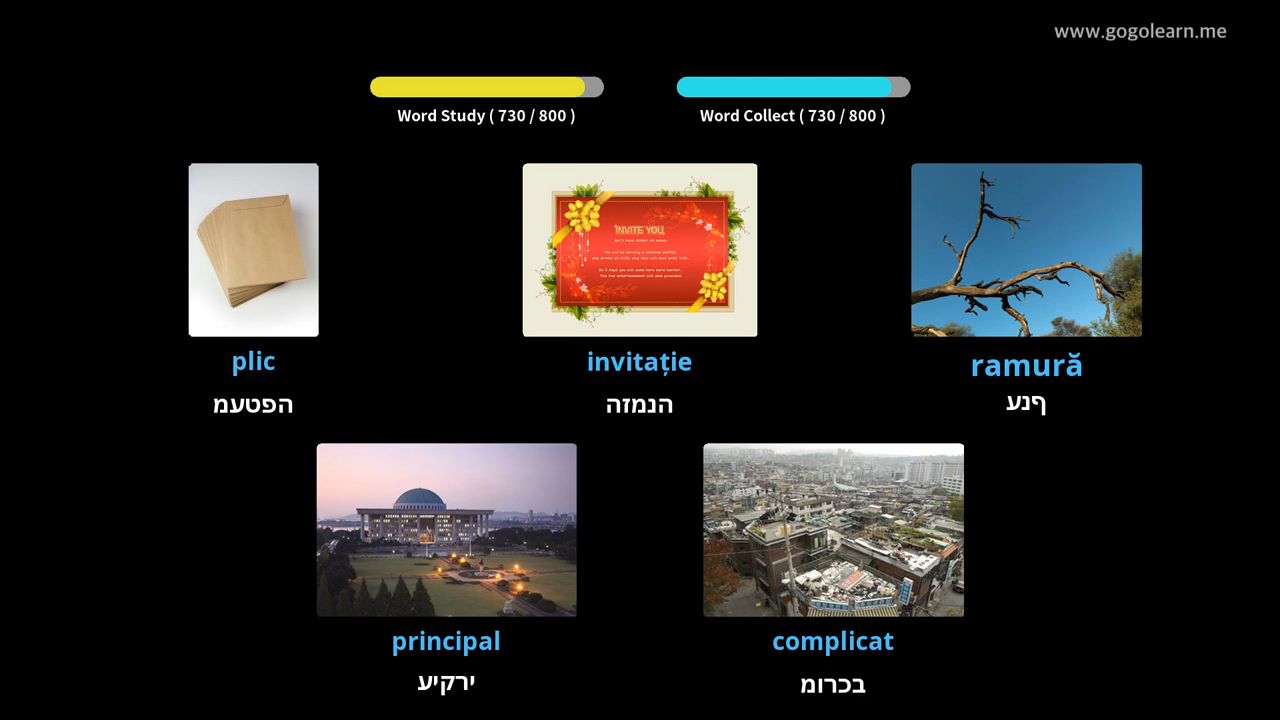 www.gogolearn.me
Word Study ( 730 / 800 )
Word Collect ( 730 / 800 )
plic
invitație
ramură
הפטעמ
הנמזה
ףנע
principal
complicat
ירקיע
בכרומ